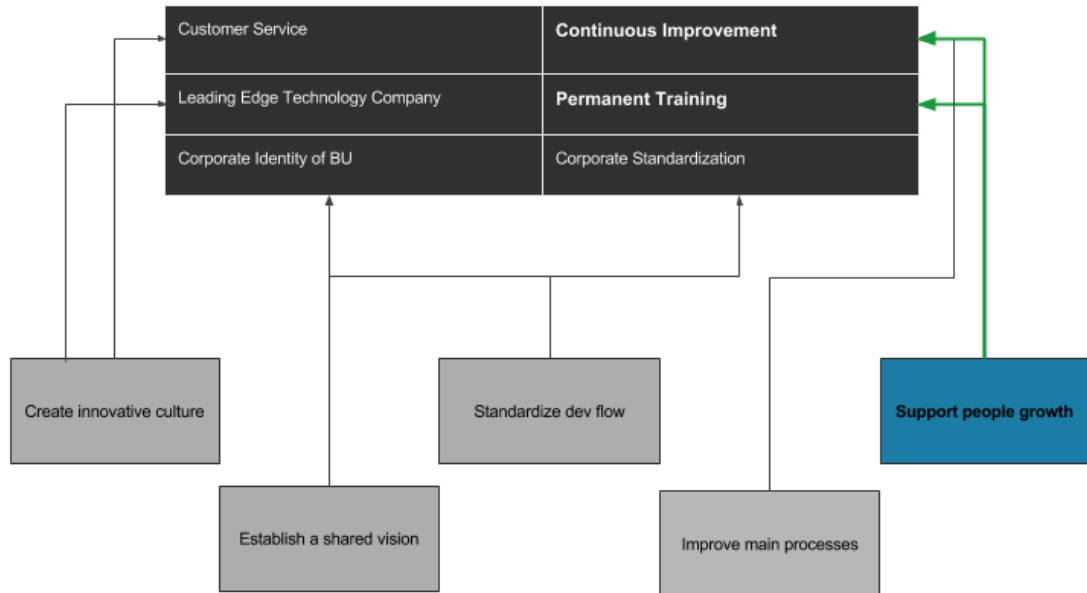 Customer Service
Continuous Improvement
Leading Edge Technology Company
Permanent Training
Corporate Identity of BU
Corporate Standardization
Create innovative culture
Standardize dev flow
Support people growth
Establish a shared vision
Improve main processes